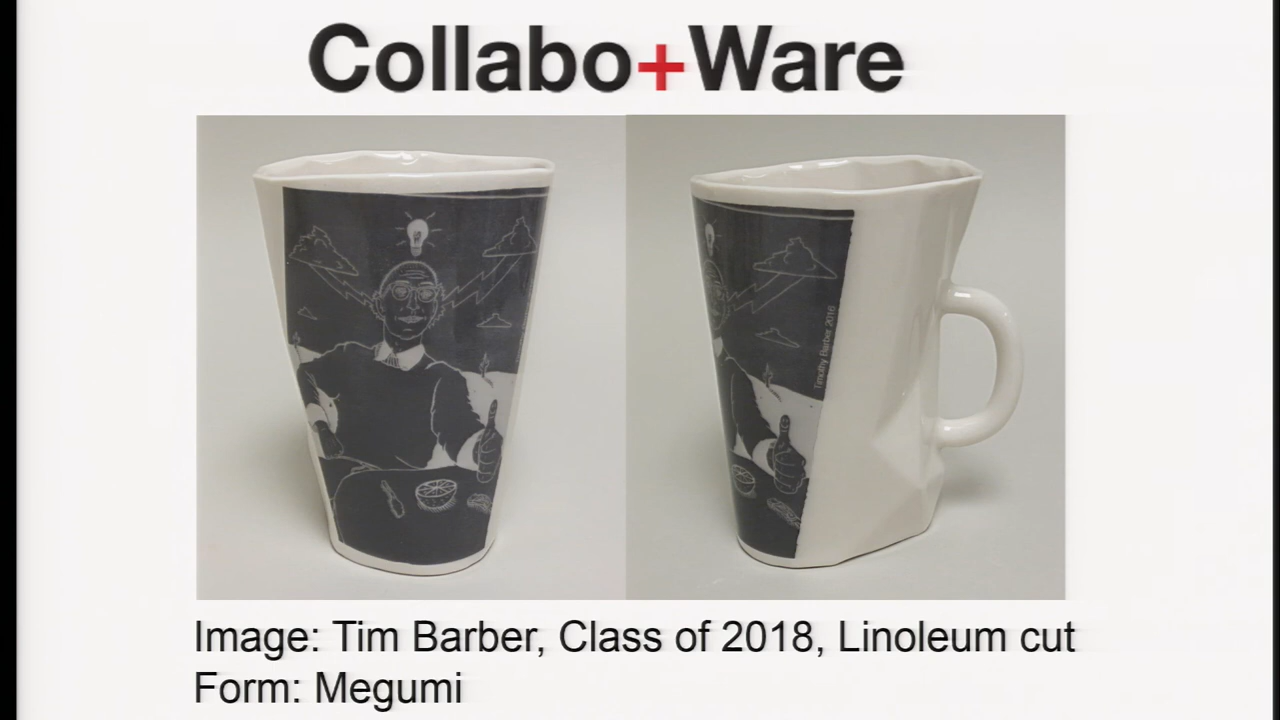 Collabo+Ware
Timothy Barber 2016
Image: Tim Barber, Class of 2018, Linoleum cut
Form: Megumi